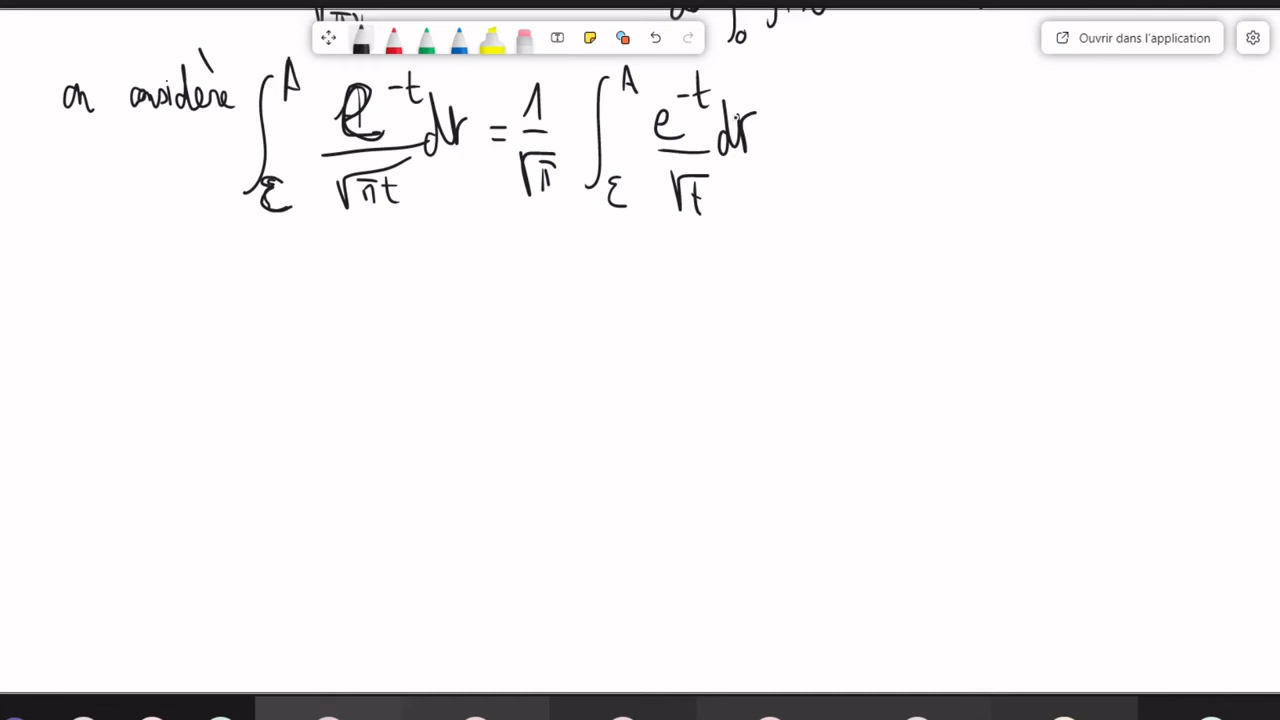 Ouvrir dans l'application
on considère ∫_ε^A e^{-t}/√(πt) dt = 1/√π ∫_ε^A e^{-t}/√t dt